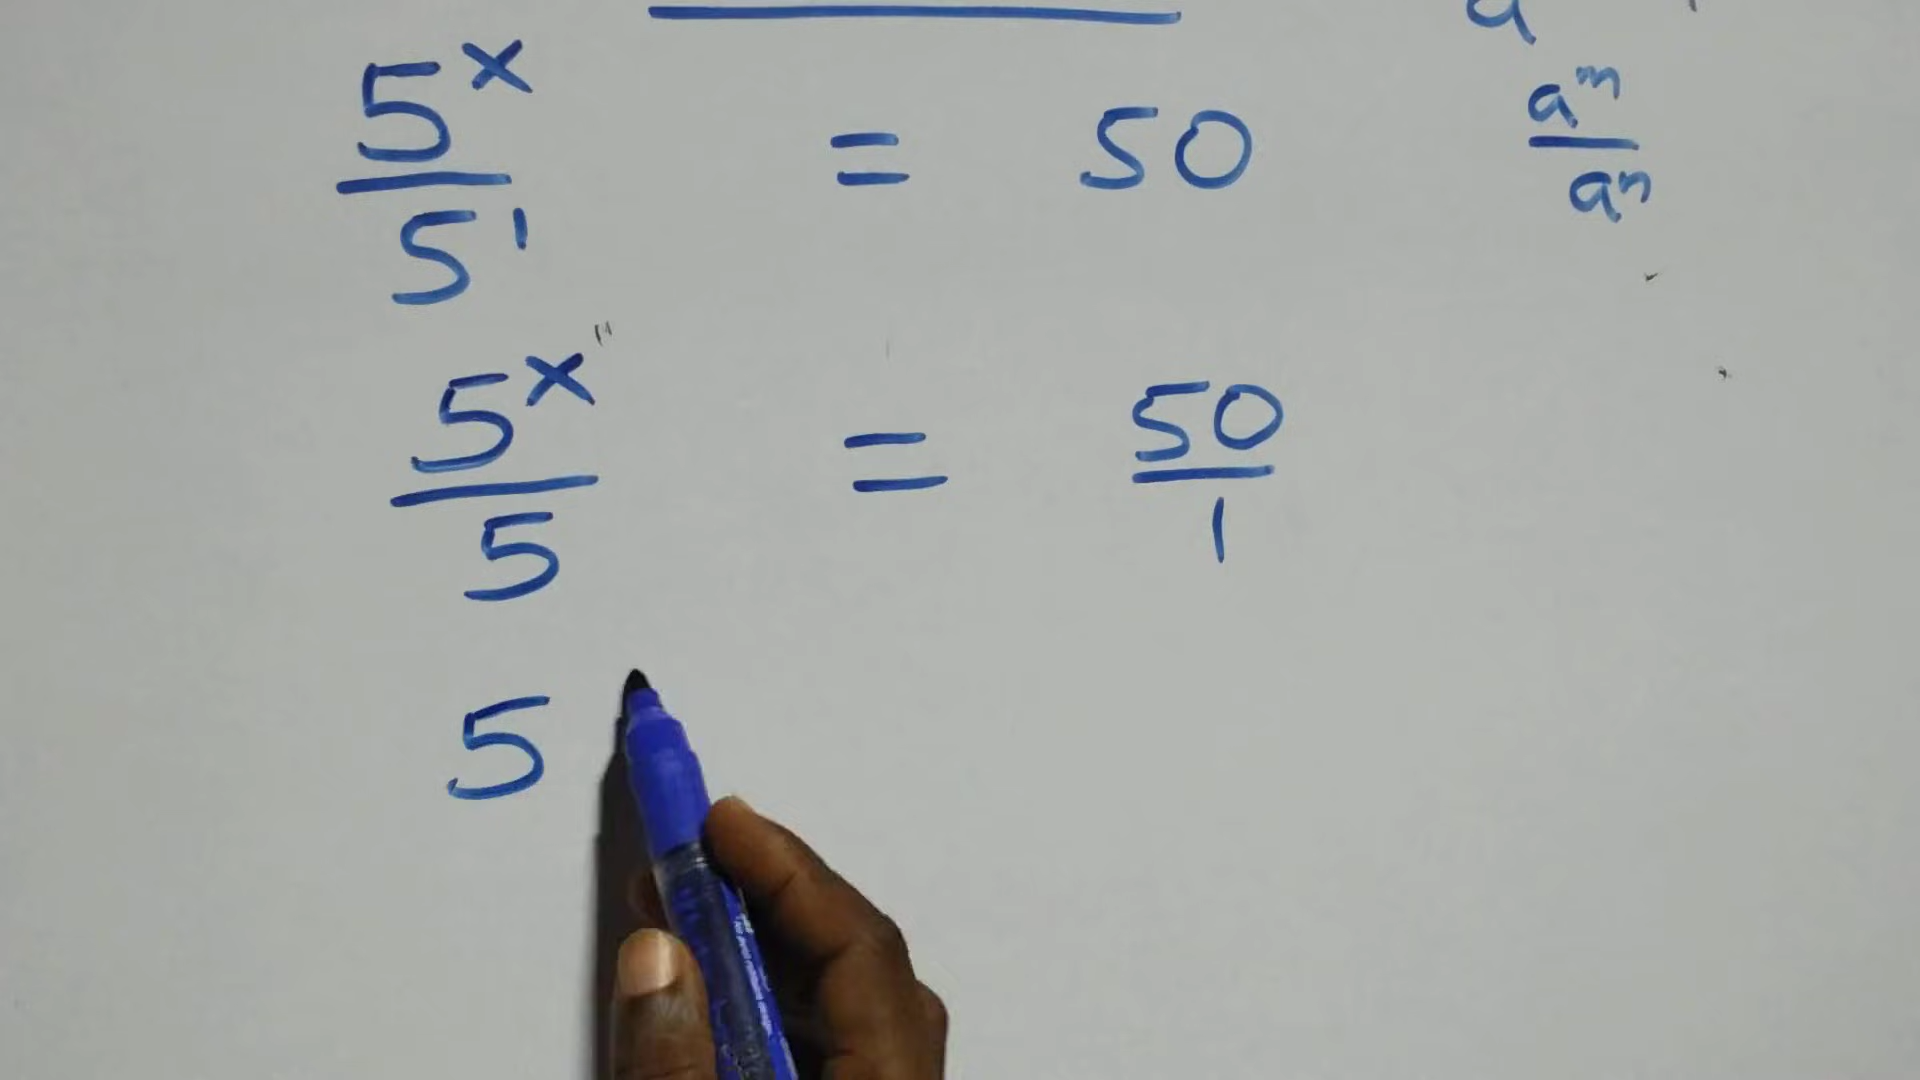 a
5^x / 5^1 = 50
a^m / a^n
5^x / 5 = 50 / 1
5